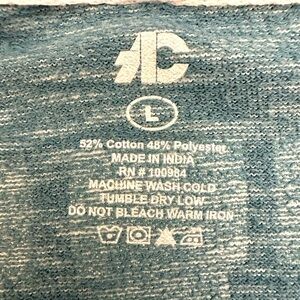 AC
L
52% Cotton 48% Polyester
MADE IN INDIA
RN # 100984
MACHINE WASH COLD
TUMBLE DRY LOW
DO NOT BLEACH WARM IRON